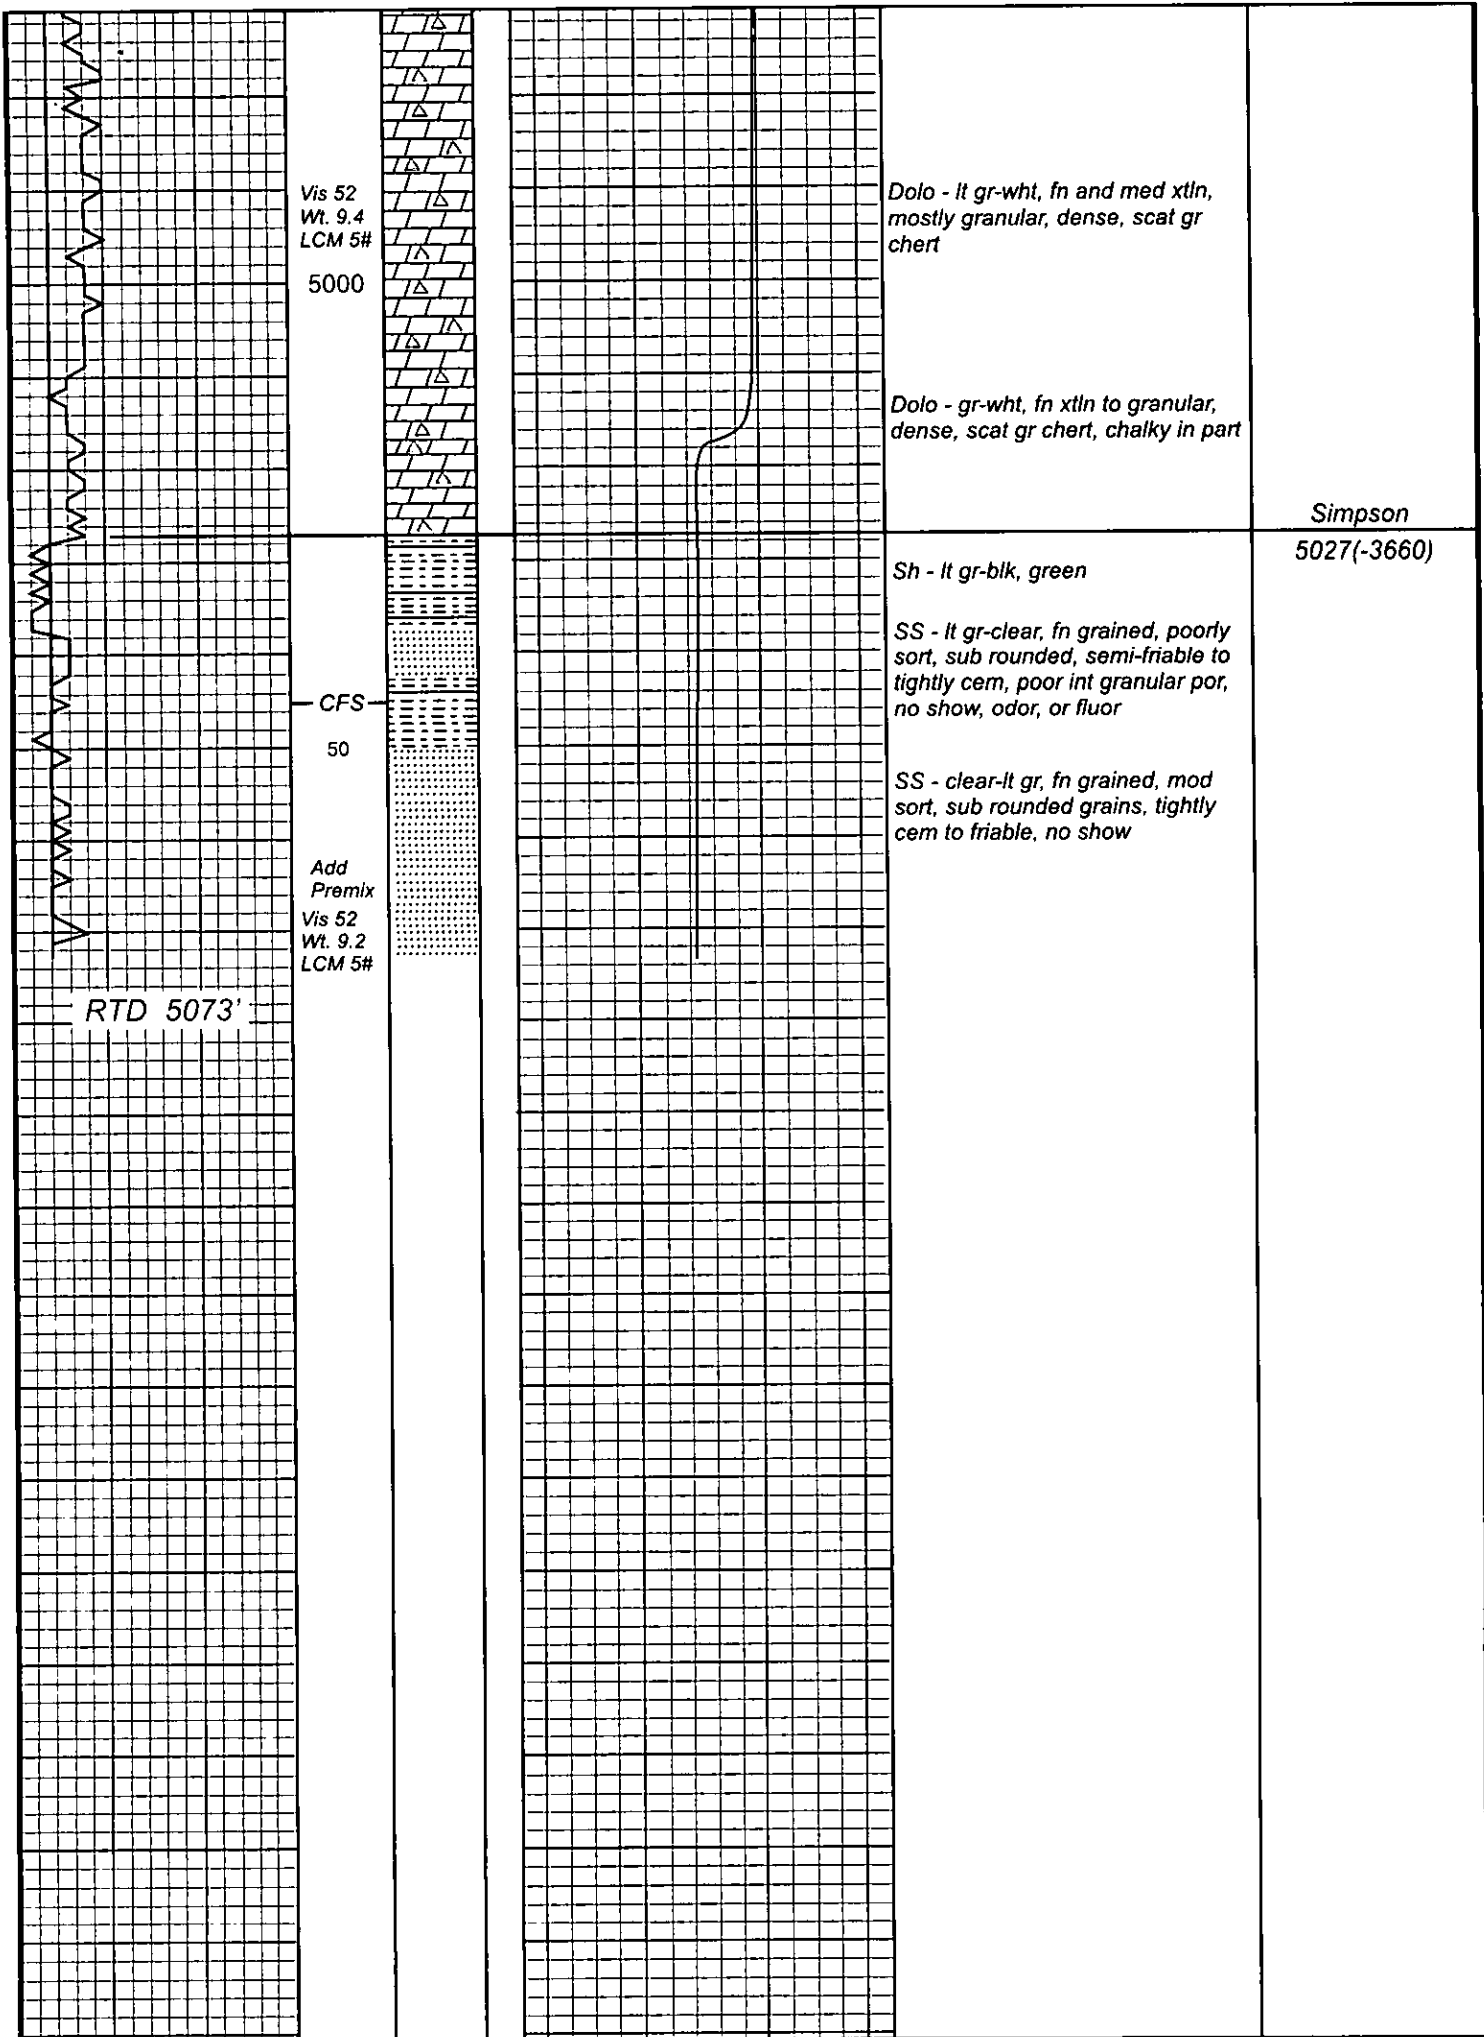 Vis 52
Wt. 9.4
LCM 5#
5000
Dolo - lt gr-wht, fn and med xtln,
mostly granular, dense, scat gr
chert
Dolo - gr-wht, fn xtln to granular,
dense, scat gr chert, chalky in part
Simpson
5027(-3660)
Sh - lt gr-blk, green
SS - lt gr-clear, fn grained, poorly
sort, sub rounded, semi-friable to
tightly cem, poor int granular por,
no show, odor, or fluor
CFS
50
SS - clear-lt gr, fn grained, mod
sort, sub rounded grains, tightly
cem to friable, no show
Add
Premix
Vis 52
Wt. 9.2
LCM 5#
RTD 5073'